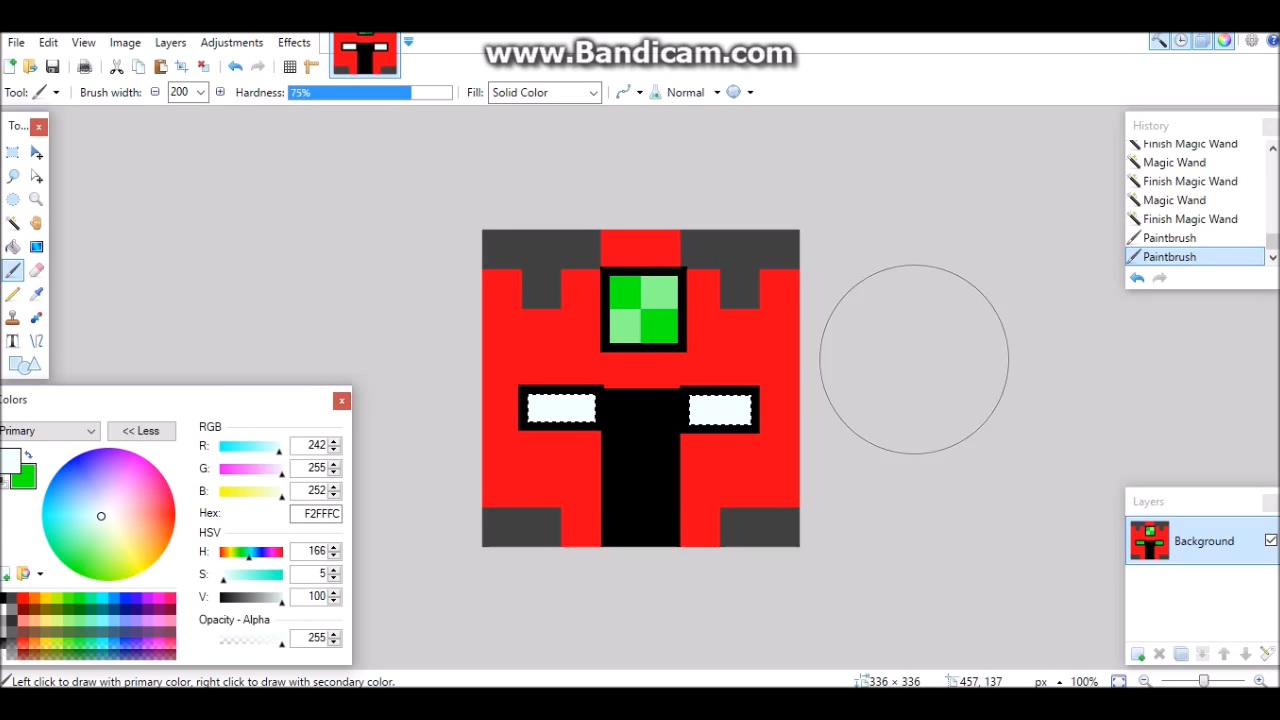 www.Bandicam.com
File Edit View Image Layers Adjustments Effects
Tool: Brush width: 200 Hardness: 75% Fill: Solid Color Normal
To...
History
Finish Magic Wand
Magic Wand
Finish Magic Wand
Magic Wand
Finish Magic Wand
Paintbrush
Paintbrush
Colors
Primary << Less
RGB
R: 242
G: 255
B: 252
Hex: F2FFFC
HSV
H: 166
S: 5
V: 100
Opacity - Alpha
255
Layers
Background
Left click to draw with primary color, right click to draw with secondary color. 336 × 336 457, 137 px 100%